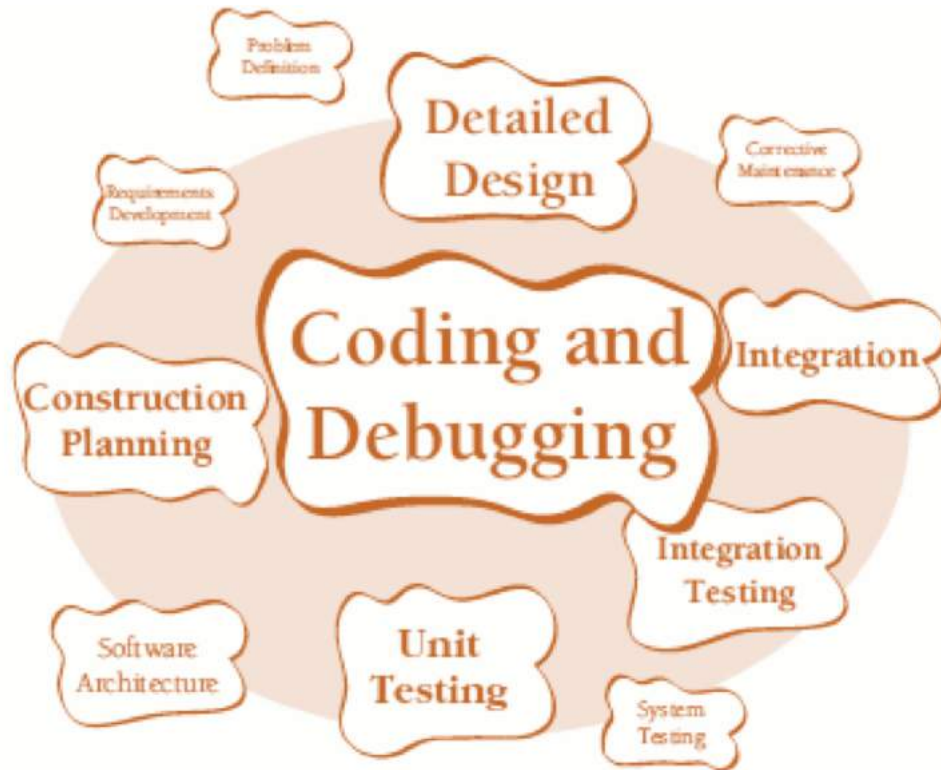 Problem
Definition
Detailed
Design
Corrective
Maintenance
Requirements
Development
Coding and
Debugging
Integration
Construction
Planning
Integration
Testing
Software
Architecture
Unit
Testing
System
Testing